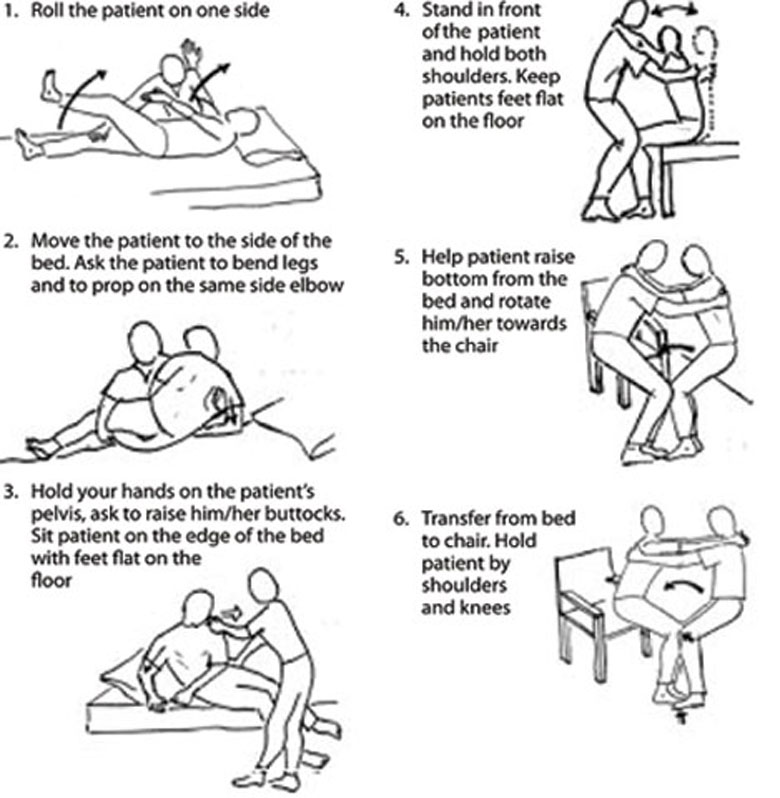 1. Roll the patient on one side
2. Move the patient to the side of the
bed. Ask the patient to bend legs
and to prop on the same side elbow
3. Hold your hands on the patient's
pelvis, ask to raise him/her buttocks.
Sit patient on the edge of the bed
with feet flat on the
floor
4. Stand in front
of the patient
and hold both
shoulders. Keep
patients feet flat
on the floor
5. Help patient raise
bottom from the
bed and rotate
him/her towards
the chair
6. Transfer from bed
to chair. Hold
patient by
shoulders
and knees